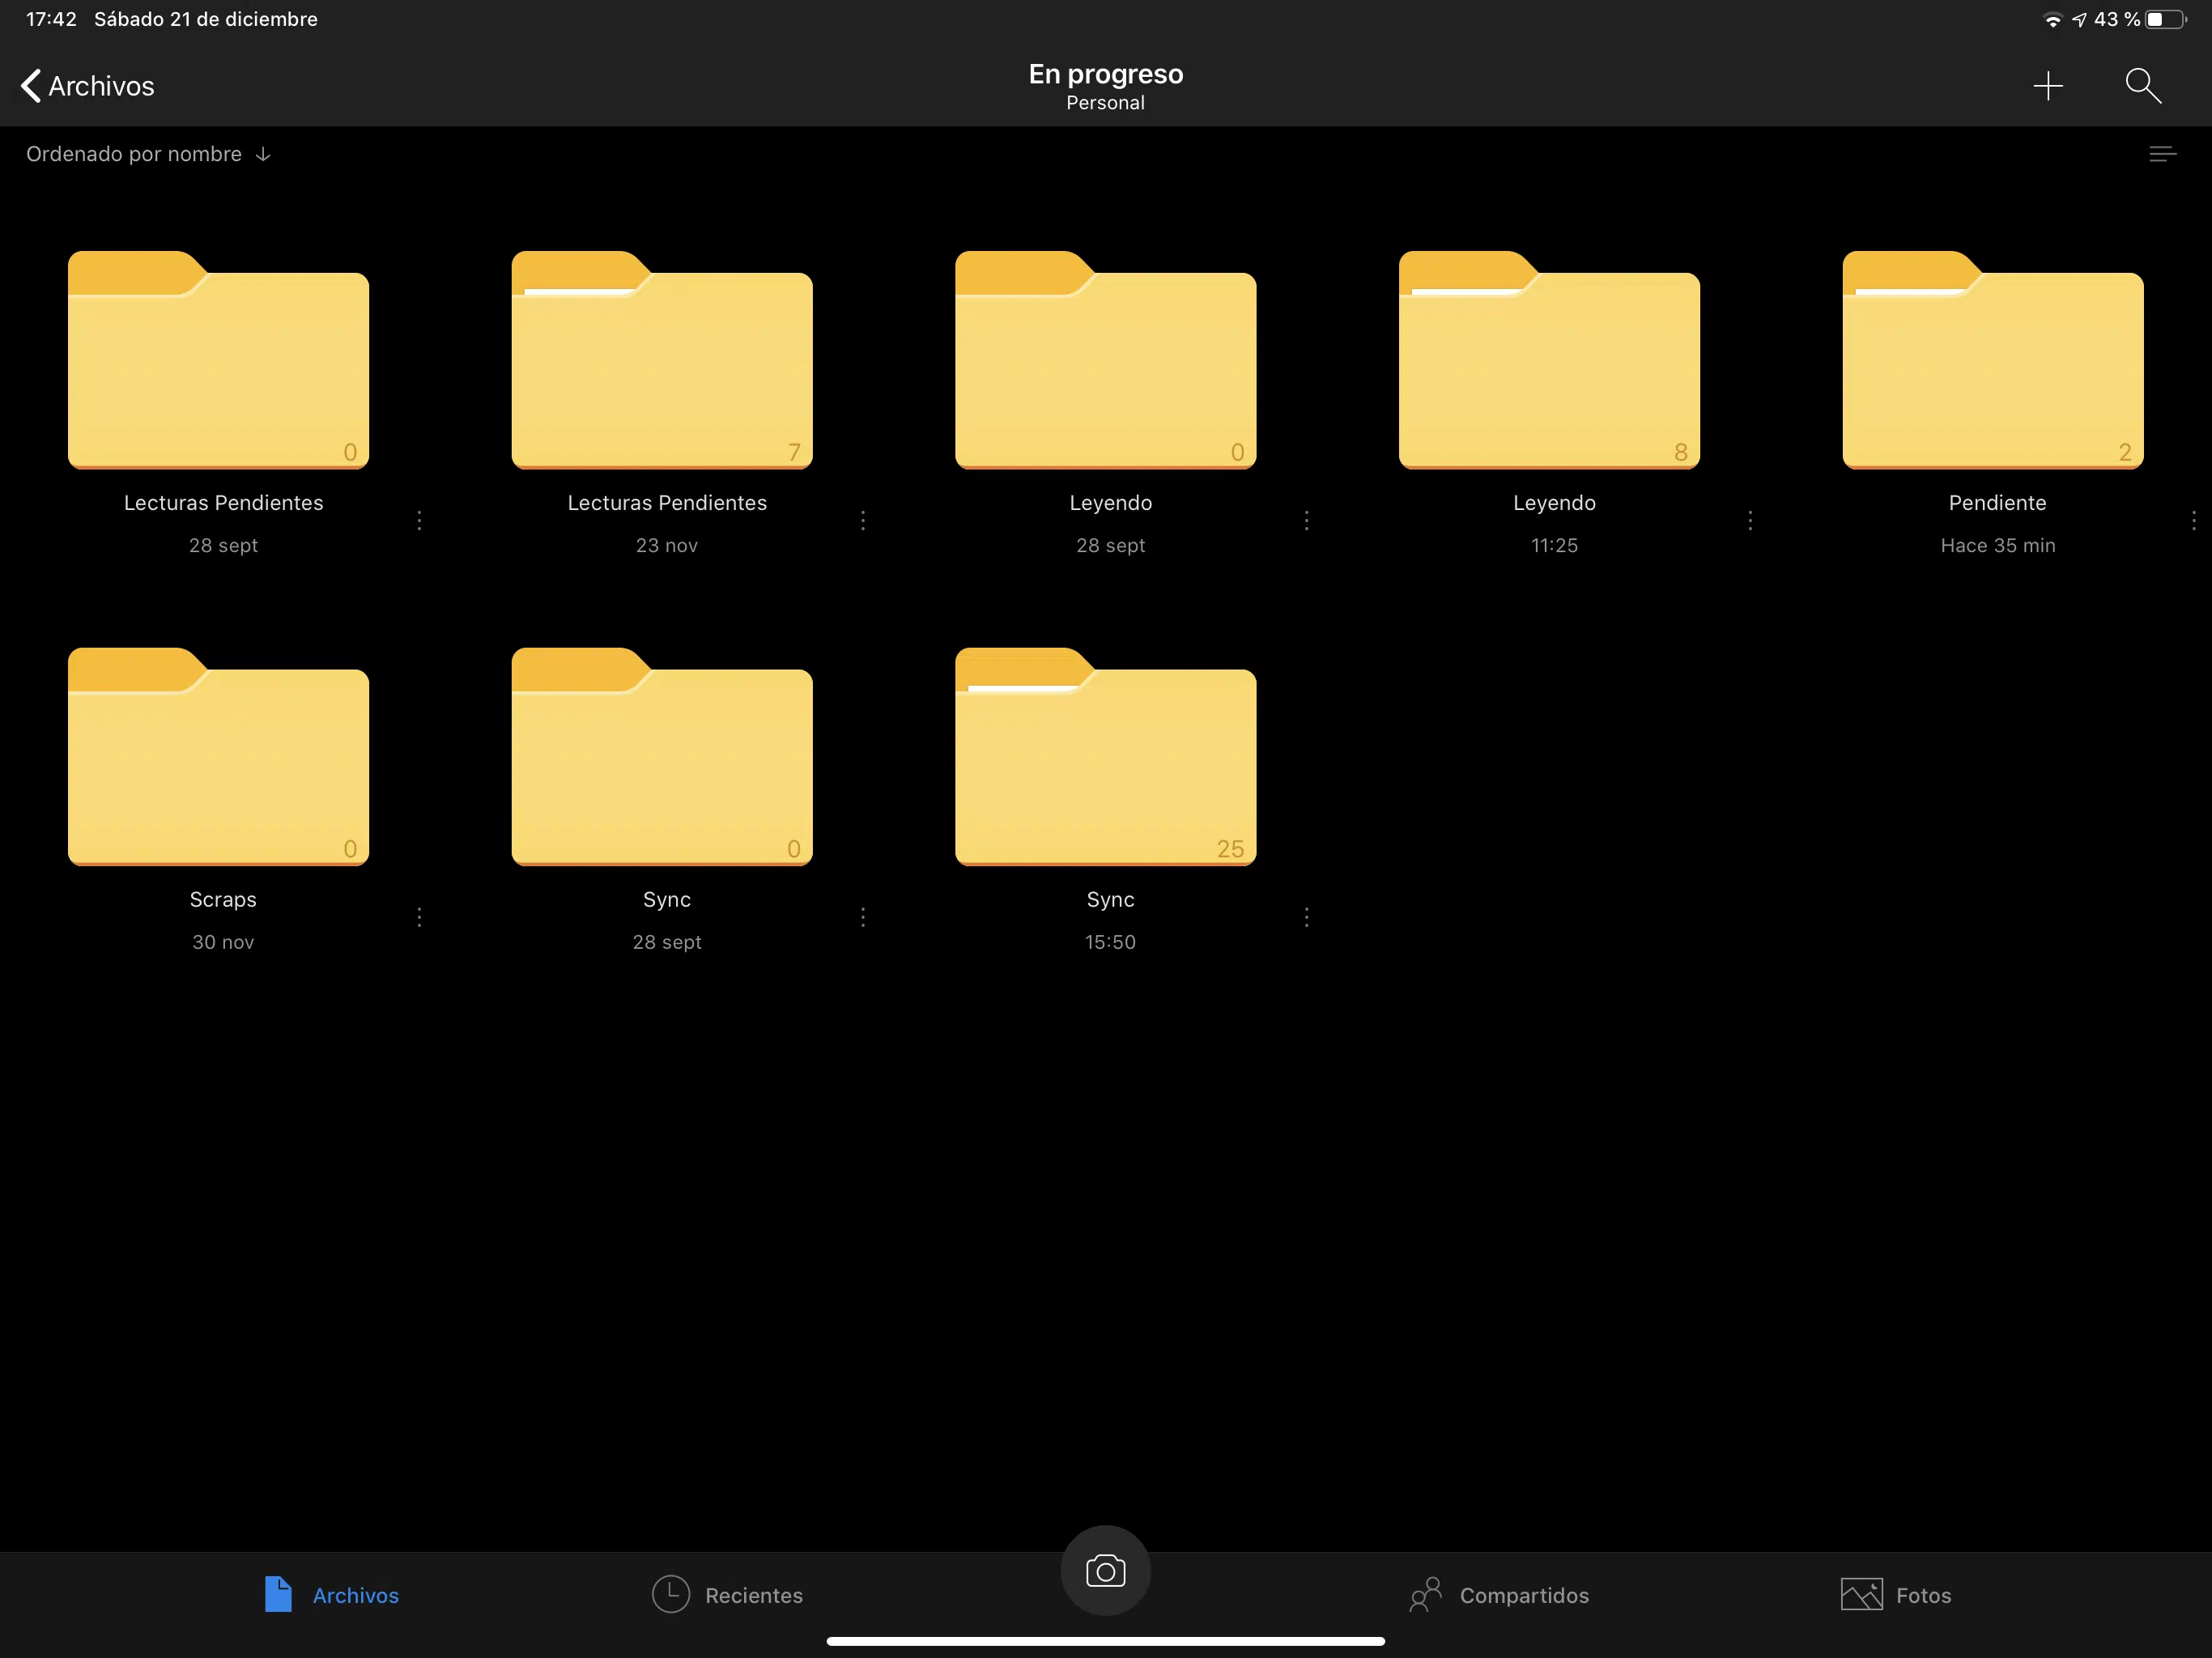 17:42 Sábado 21 de diciembre 43 %
Archivos
En progreso
Personal
Ordenado por nombre
0 7 0 8 2
Lecturas Pendientes Lecturas Pendientes Leyendo Leyendo Pendiente
28 sept 23 nov 28 sept 11:25 Hace 35 min
0 0 25
Scraps Sync Sync
30 nov 28 sept 15:50
Archivos Recientes Compartidos Fotos